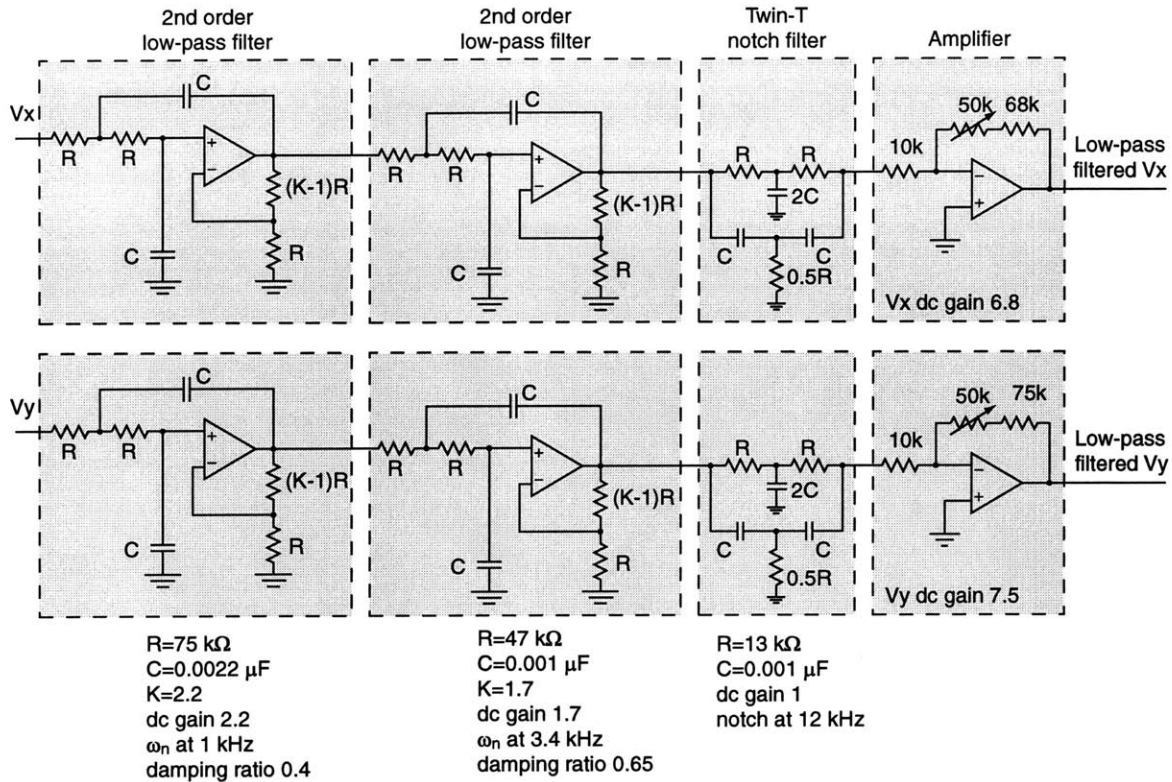 2nd order
low-pass filter
2nd order
low-pass filter
Twin-T
notch filter
Amplifier
Vx
C
R
R
C
(K-1)R
R
C
R
R
C
(K-1)R
R
R
R
2C
C
C
0.5R
50k
68k
10k
Vx dc gain 6.8
Low-pass
filtered Vx
Vy
C
R
R
C
(K-1)R
R
C
R
R
C
(K-1)R
R
R
R
2C
C
C
0.5R
50k
75k
10k
Vy dc gain 7.5
Low-pass
filtered Vy
R=75 kΩ
C=0.0022 μF
K=2.2
dc gain 2.2
ωn at 1 kHz
damping ratio 0.4
R=47 kΩ
C=0.001 μF
K=1.7
dc gain 1.7
ωn at 3.4 kHz
damping ratio 0.65
R=13 kΩ
C=0.001 μF
dc gain 1
notch at 12 kHz